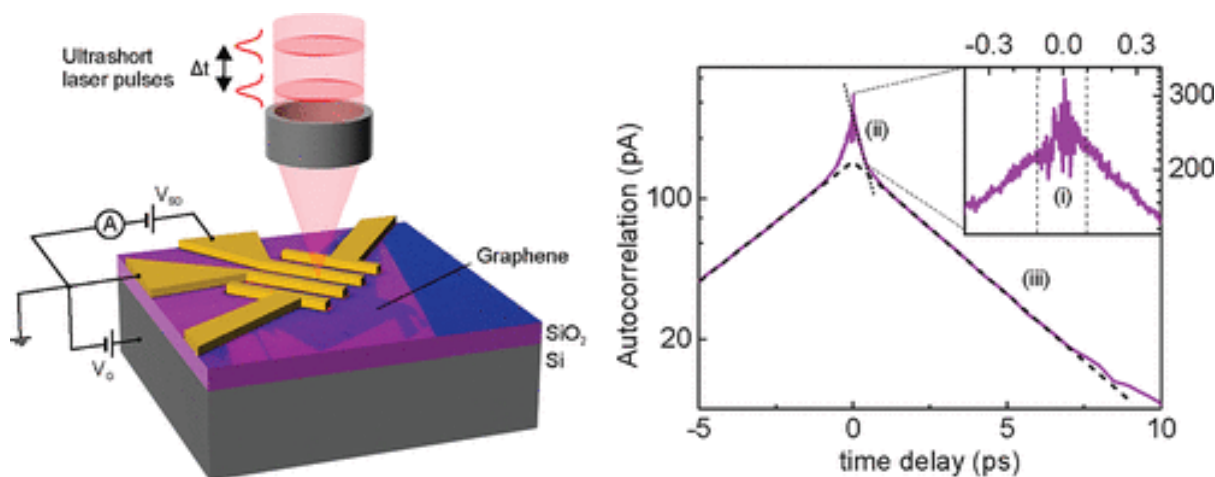 Ultrashort
laser pulses
Δt
A
V_SD
Graphene
SiO₂
Si
V_G
-0.3 0.0 0.3
300
200
(i)
(ii)
(iii)
Autocorrelation (pA)
100
20
-5 0 5 10
time delay (ps)